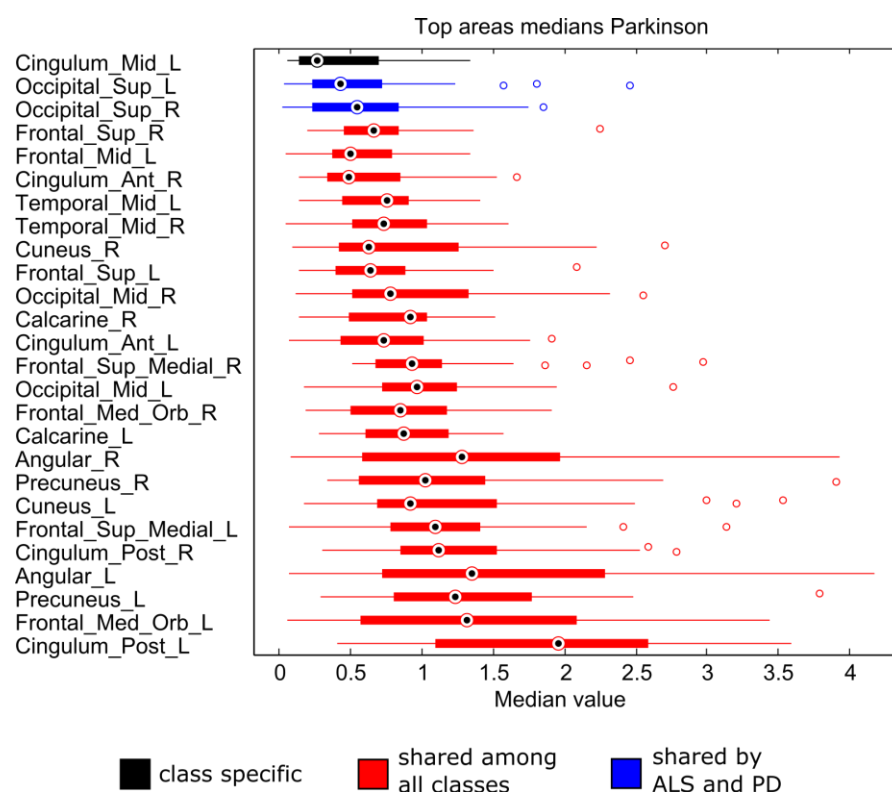 Top areas medians Parkinson
Cingulum_Mid_L
Occipital_Sup_L
Occipital_Sup_R
Frontal_Sup_R
Frontal_Mid_L
Cingulum_Ant_R
Temporal_Mid_L
Temporal_Mid_R
Cuneus_R
Frontal_Sup_L
Occipital_Mid_R
Calcarine_R
Cingulum_Ant_L
Frontal_Sup_Medial_R
Occipital_Mid_L
Frontal_Med_Orb_R
Calcarine_L
Angular_R
Precuneus_R
Cuneus_L
Frontal_Sup_Medial_L
Cingulum_Post_R
Angular_L
Precuneus_L
Frontal_Med_Orb_L
Cingulum_Post_L
0 0.5 1 1.5 2 2.5 3 3.5 4
Median value
class specific
shared among
all classes
shared by
ALS and PD